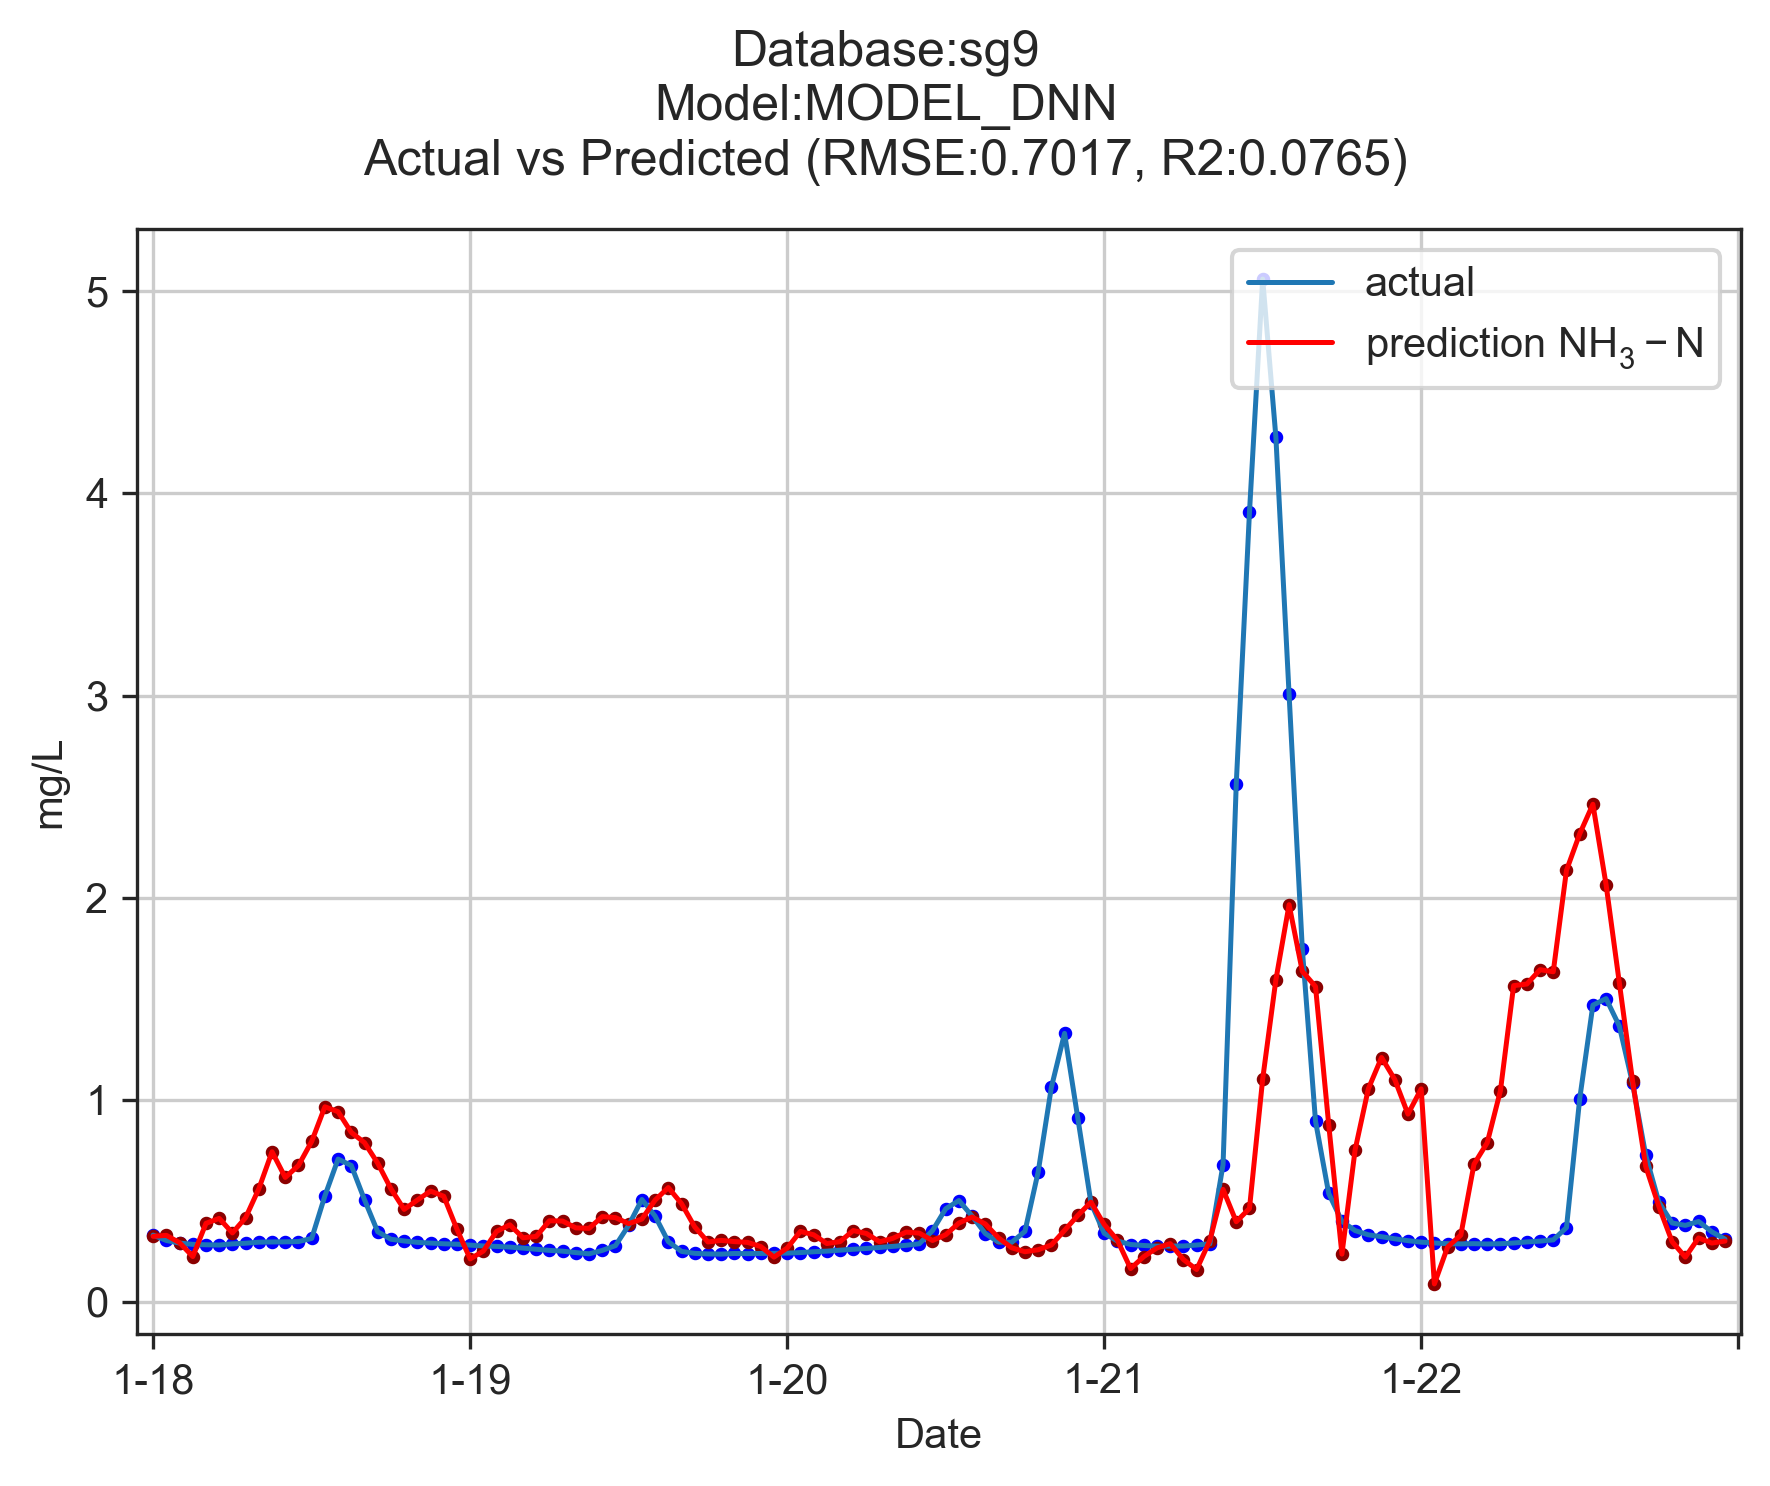 Database:sg9
Model:MODEL_DNN
Actual vs Predicted (RMSE:0.7017, R2:0.0765)
actual
prediction NH₃ − N
5
4
3
2
1
0
mg/L
1-18 1-19 1-20 1-21 1-22
Date